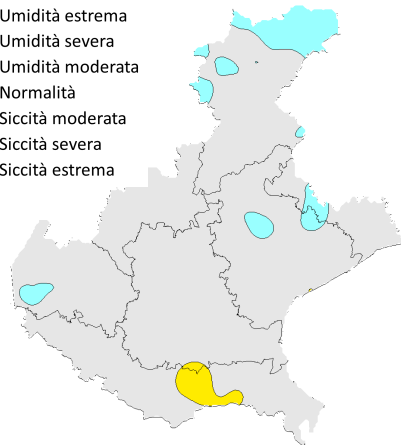 Umidità estrema
Umidità severa
Umidità moderata
Normalità
Siccità moderata
Siccità severa
Siccità estrema